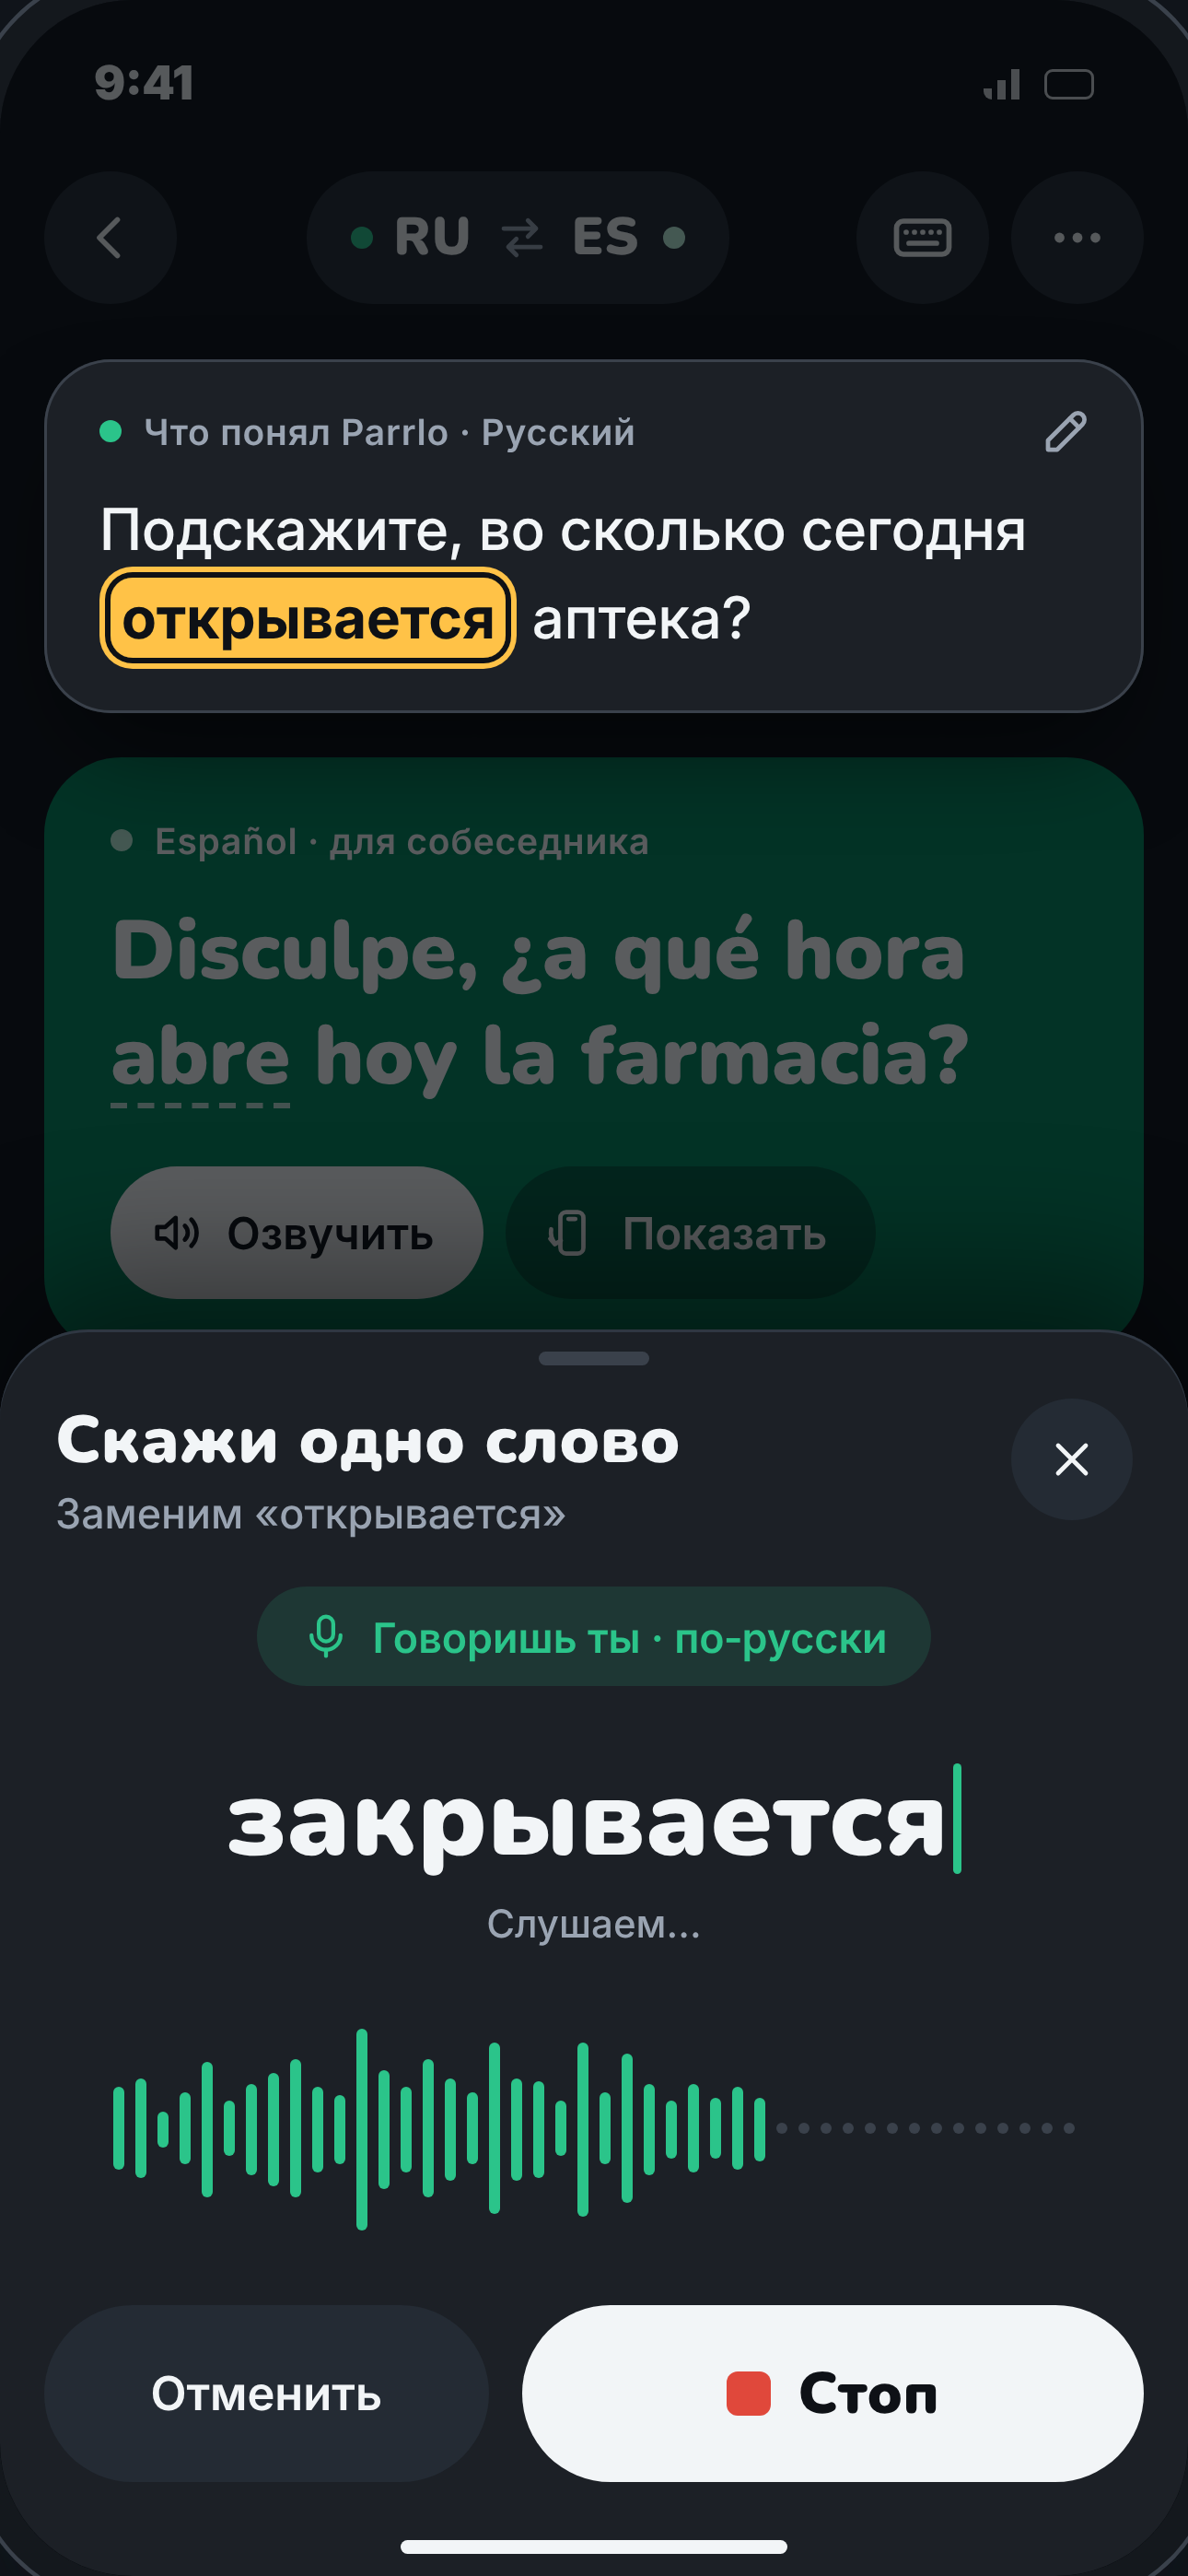 9:41
RU ES
Что понял Parrlo · Русский
Подскажите, во сколько сегодня
открывается аптека?
Español · для собеседника
Disculpe, ¿a qué hora
abre hoy la farmacia?
Озвучить Показать
Скажи одно слово
Заменим «открывается»
Говоришь ты · по-русски
закрывается
Слушаем...
Отменить Стоп